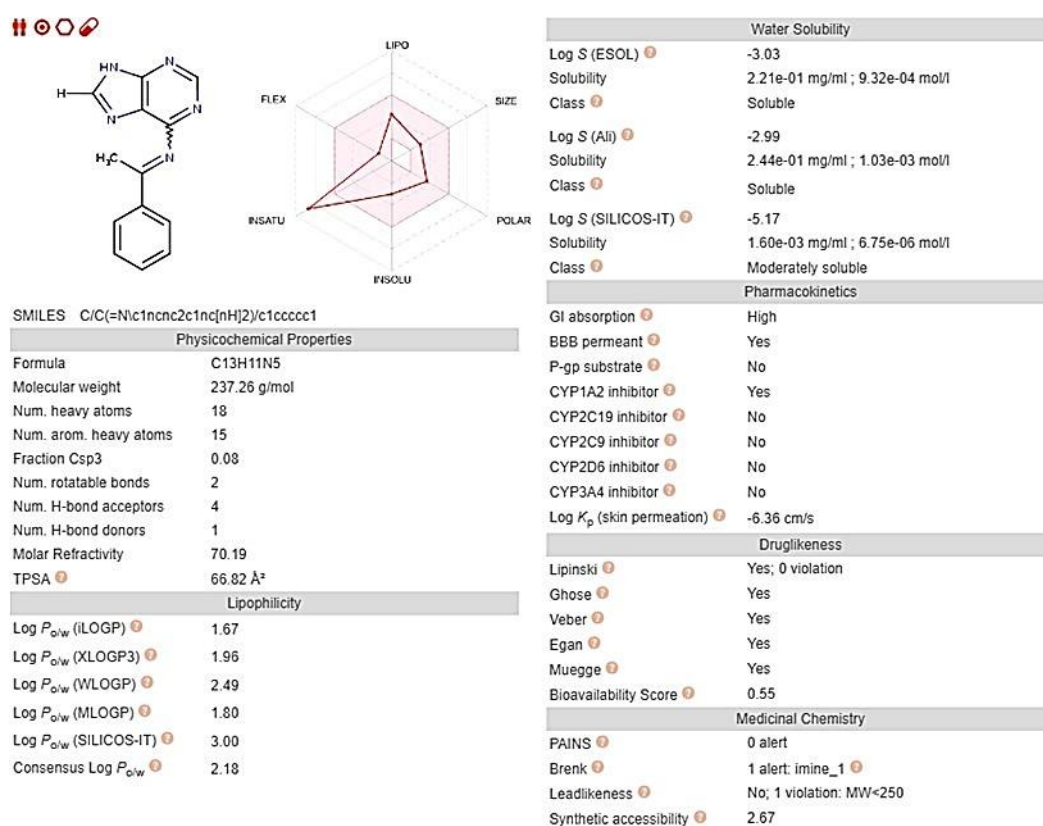 LIPO
SIZE
POLAR
INSOLU
INSATU
FLEX
HN
N
N
N
H
N
H₃C
SMILES C/C(=N\c1ncnc2c1nc[nH]2)/c1ccccc1
Physicochemical Properties
Formula C13H11N5
Molecular weight 237.26 g/mol
Num. heavy atoms 18
Num. arom. heavy atoms 15
Fraction Csp3 0.08
Num. rotatable bonds 2
Num. H-bond acceptors 4
Num. H-bond donors 1
Molar Refractivity 70.19
TPSA ? 66.82 Å²
Lipophilicity
Log Po/w (iLOGP) ? 1.67
Log Po/w (XLOGP3) ? 1.96
Log Po/w (WLOGP) ? 2.49
Log Po/w (MLOGP) ? 1.80
Log Po/w (SILICOS-IT) ? 3.00
Consensus Log Po/w ? 2.18
Water Solubility
Log S (ESOL) ? -3.03
Solubility 2.21e-01 mg/ml ; 9.32e-04 mol/l
Class ? Soluble
Log S (Ali) ? -2.99
Solubility 2.44e-01 mg/ml ; 1.03e-03 mol/l
Class ? Soluble
Log S (SILICOS-IT) ? -5.17
Solubility 1.60e-03 mg/ml ; 6.75e-06 mol/l
Class ? Moderately soluble
Pharmacokinetics
GI absorption ? High
BBB permeant ? Yes
P-gp substrate ? No
CYP1A2 inhibitor ? Yes
CYP2C19 inhibitor ? No
CYP2C9 inhibitor ? No
CYP2D6 inhibitor ? No
CYP3A4 inhibitor ? No
Log Kp (skin permeation) ? -6.36 cm/s
Druglikeness
Lipinski ? Yes; 0 violation
Ghose ? Yes
Veber ? Yes
Egan ? Yes
Muegge ? Yes
Bioavailability Score ? 0.55
Medicinal Chemistry
PAINS ? 0 alert
Brenk ? 1 alert: imine_1 ?
Leadlikeness ? No; 1 violation: MW<250
Synthetic accessibility ? 2.67